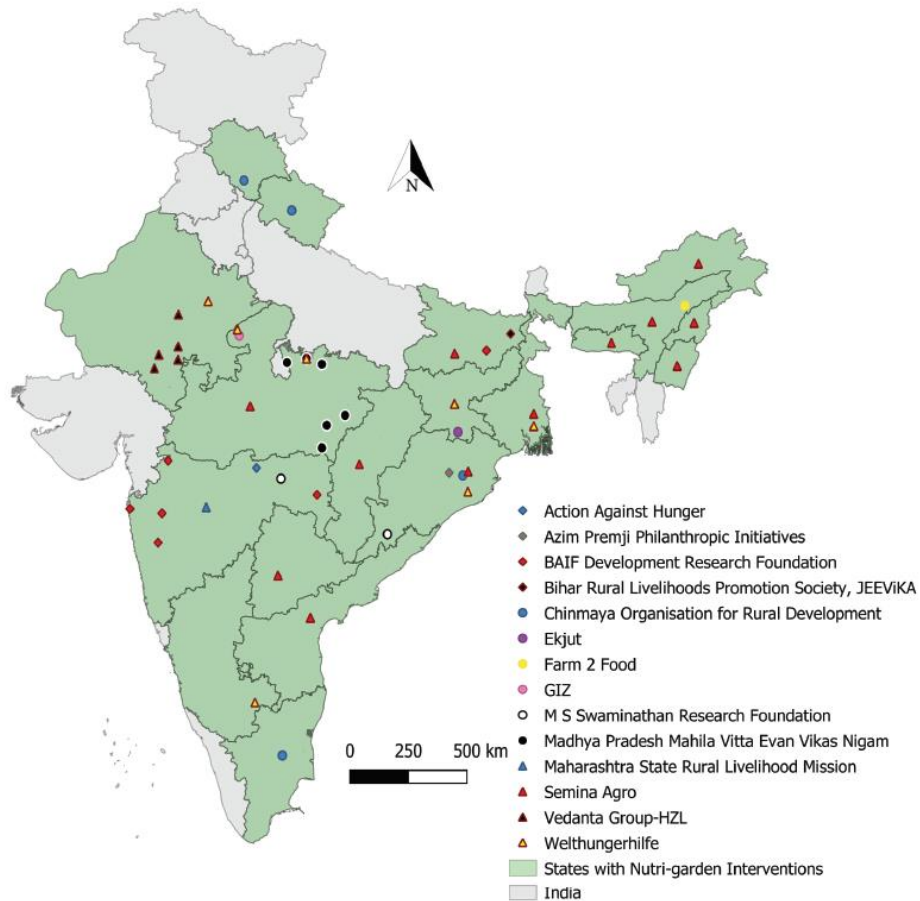 N
Action Against Hunger
Azim Premji Philanthropic Initiatives
BAIF Development Research Foundation
Bihar Rural Livelihoods Promotion Society, JEEViKA
Chinmaya Organisation for Rural Development
Ekjut
Farm 2 Food
GIZ
M S Swaminathan Research Foundation
0 250 500 km
Madhya Pradesh Mahila Vitta Evan Vikas Nigam
Maharashtra State Rural Livelihood Mission
Semina Agro
Vedanta Group-HZL
Welthungerhilfe
States with Nutri-garden Interventions
India